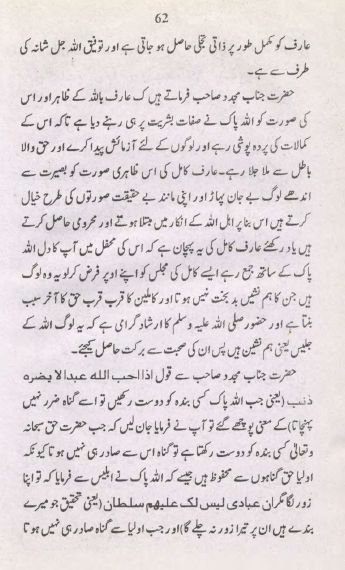 62
عارف کو مکمل طور پر ذاتی تجلی حاصل ہو جاتی ہے اور توفیق اللہ جل شانہ کی
طرف سے ہے۔
حضرت جناب مجدد صاحب فرماتے ہیں کہ عارف باللہ کے ظاہر اور اس
کی صورت کو اللہ پاک نے صفات بشریت پر ہی رہنے دیا ہے تاکہ اس کے
کمالات کی پردہ پوشی رہے اور لوگوں کے لئے آزمائش پیدا کرے اور حق والا
باطل سے ملا جلا رہے۔ عارف کامل کی اس ظاہری صورت کو بصیرت سے
اندھے لوگ بے جان پہاڑ اور اپنی مانند بے حقیقت صورتوں کی طرح خیال
کرتے ہیں اس بنا پر اہل اللہ کے انکار میں مبتلا ہوتے اور محرومی حاصل کرتے
ہیں یاد رکھئے عارف کامل کی یہ پہچان ہے کہ اس کی محفل میں آپ کا دل اللہ
پاک کے ساتھ جمع رہے ایسے کامل کی مجلس کو اپنے اوپر فرض کر لو یہ وہ لوگ
ہیں جن کا ہم نشیں بد بخت نہیں ہوتا اور کاملین کا قرب قرب حق کا آخر سبب
بنتا ہے اور حضور صلی اللہ علیہ وسلم کا ارشاد گرامی ہے کہ یہ لوگ اللہ کے
جلیس یعنی ہم نشین ہیں پس ان کی صحبت سے برکت حاصل کیجئے۔
حضرت جناب مجدد صاحب سے قول اذا احب الله عبدالا يضره
ذنب (یعنی جب اللہ پاک کسی بندہ کو دوست رکھیں تو اسے گناہ ضرر نہیں
پہنچاتا) کے معنی پوچھے گئے تو آپ نے فرمایا جان لیں کہ جب حضرت حق سبحانہ
وتعالیٰ کسی بندہ کو دوست رکھتا ہے تو گناہ اس سے صادر ہی نہیں ہوتا کیونکہ
اولیا حق گناہوں سے محفوظ ہیں جیسے کہ اللہ پاک نے ابلیس سے فرمایا کہ تو اپنا
زور لگا مگر ان عبادى ليس لک عليهم سلطان (یعنی تحقیق جو میرے
بندے ہیں ان پر تیرا زور نہ چلے گا) اور جب اولیا سے گناہ صادر ہی نہیں ہوتا